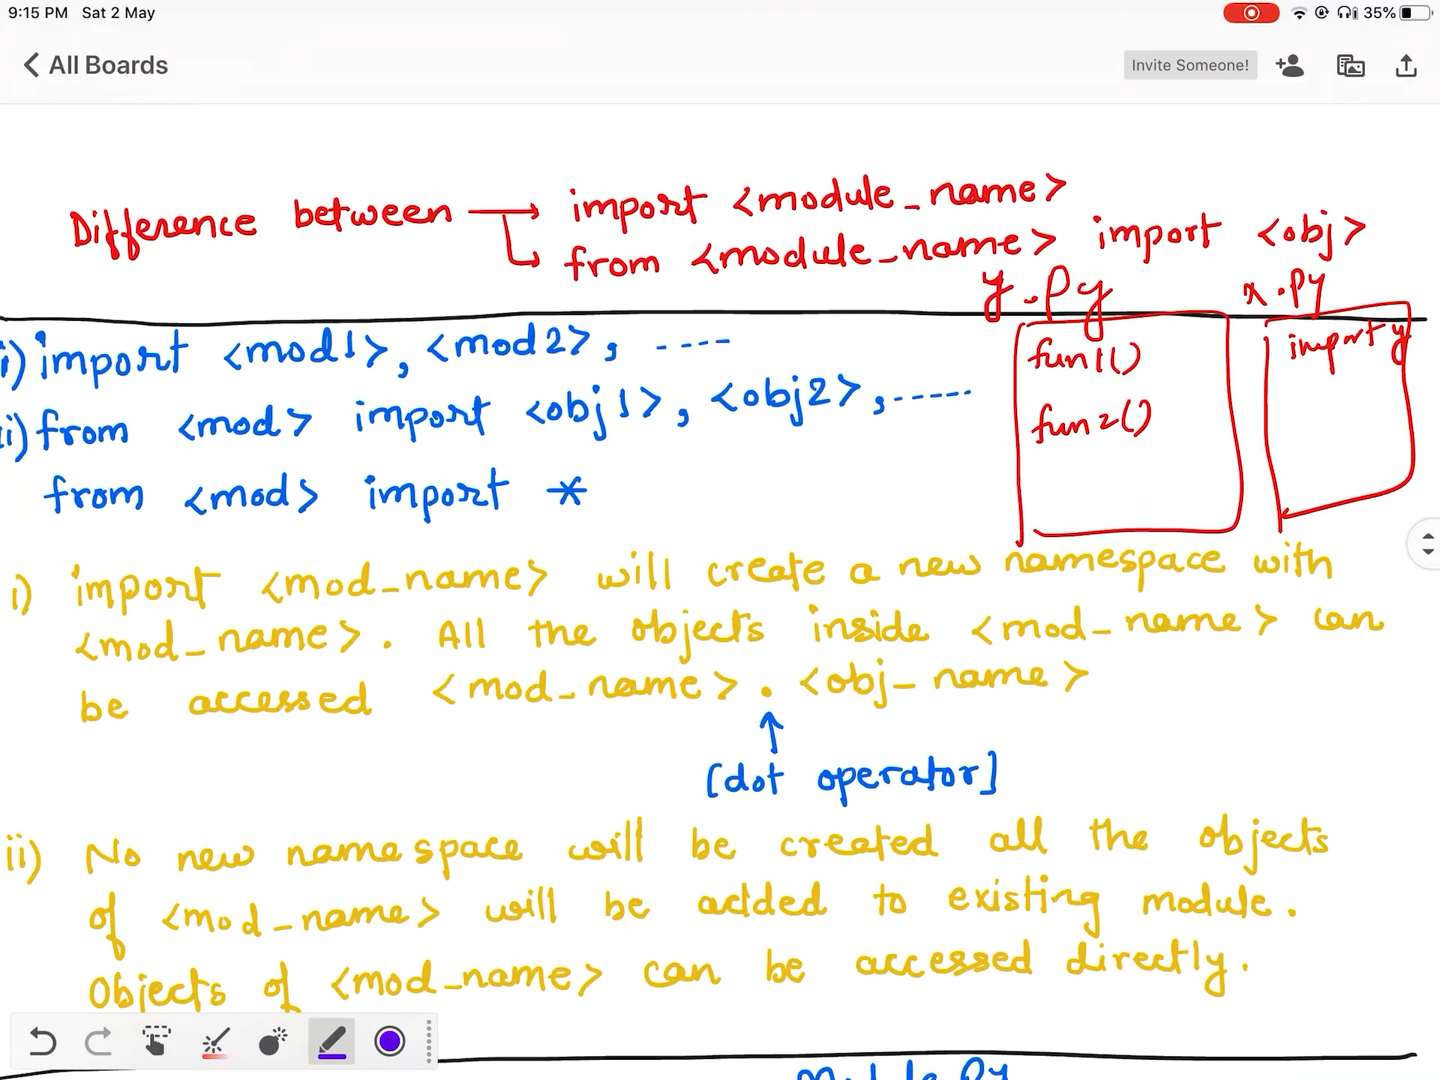 9:15 PM Sat 2 May
35%
All Boards
Invite Someone!
Difference between → import <module_name>
from <module_name> import <obj>
y.py
x.py
i) import <mod1>, <mod2>, ----
fun1()
import y
ii) from <mod> import <obj1>, <obj2>, -----
fun2()
from <mod> import *
i) import <mod_name> will create a new namespace with
<mod_name>. All the objects inside <mod_name> can
be accessed <mod_name> . <obj_name>
↑
[dot operator]
ii) No new namespace will be created all the objects
of <mod_name> will be added to existing module.
Objects of <mod_name> can be accessed directly.